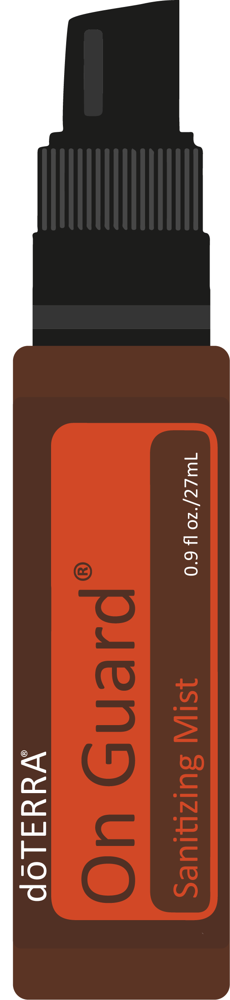 dōTERRA®
On Guard®
Sanitizing Mist
0.9 fl oz./27mL